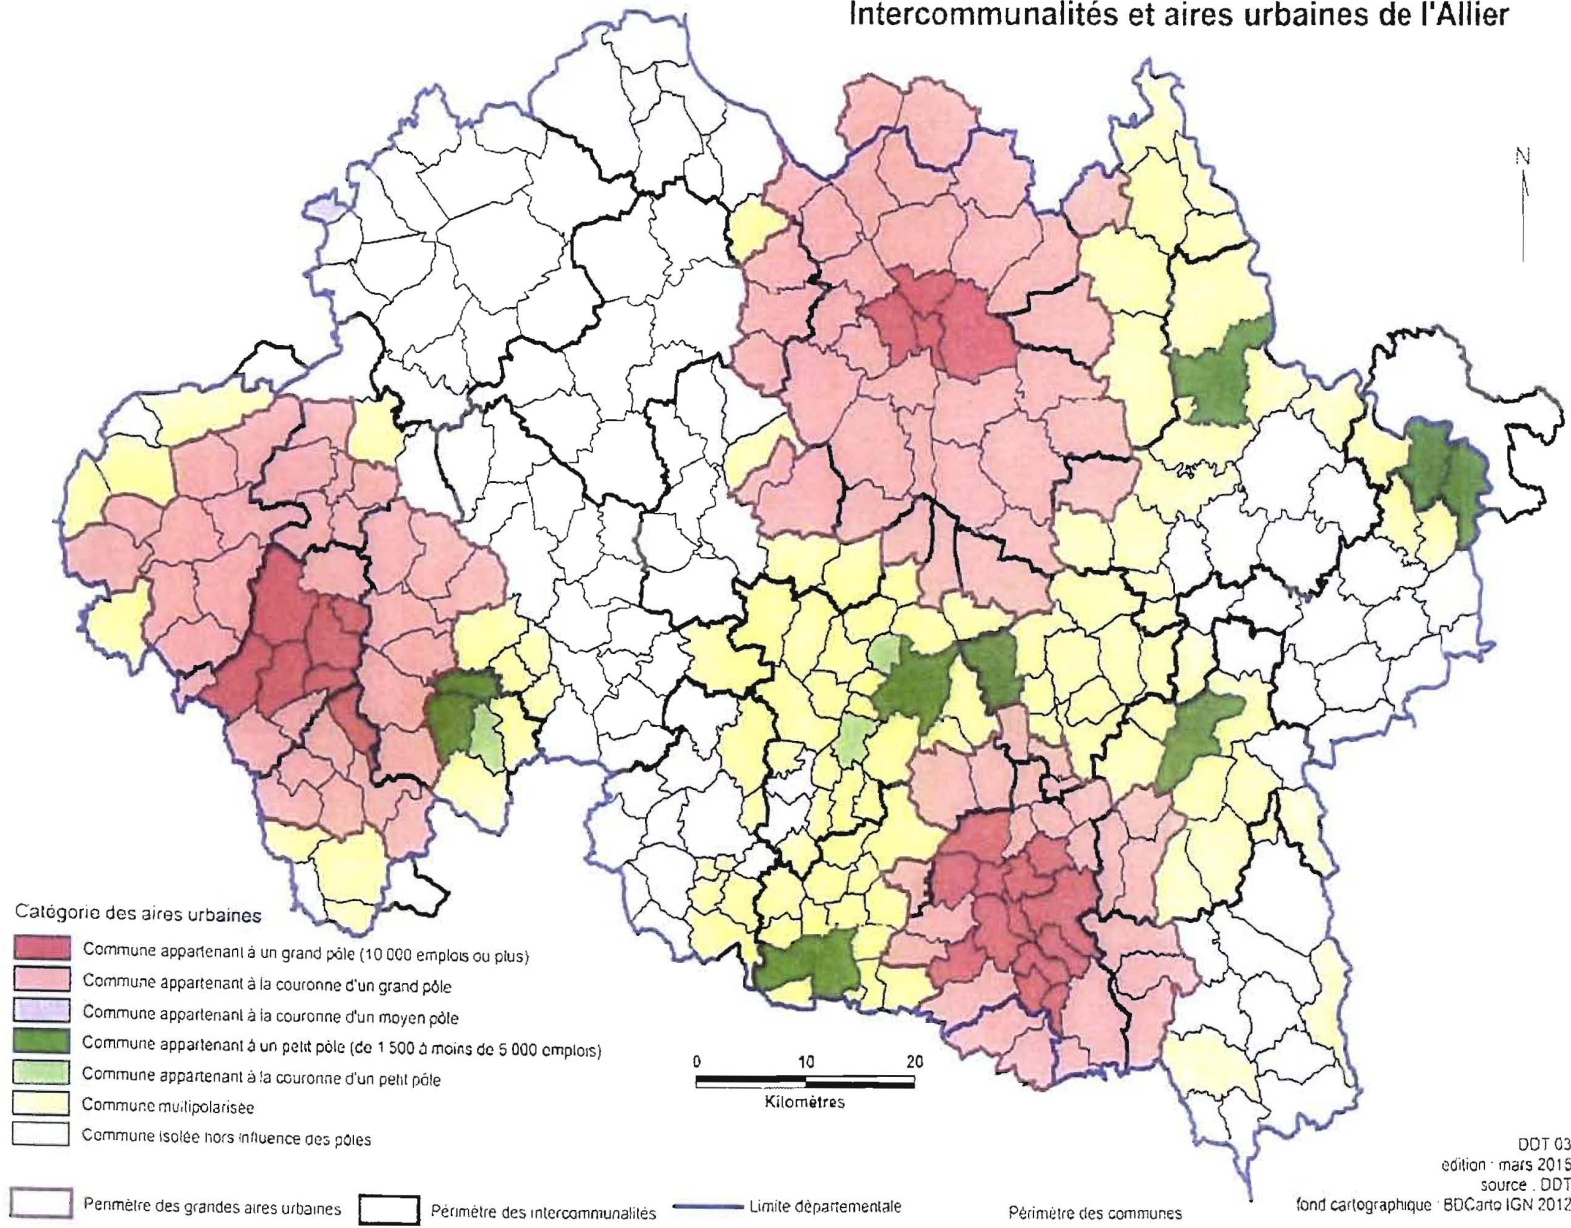 Intercommunalités et aires urbaines de l'Allier
N
Catégorie des aires urbaines
Commune appartenant à un grand pôle (10 000 emplois ou plus)
Commune appartenant à la couronne d'un grand pôle
Commune appartenant à la couronne d'un moyen pôle
Commune appartenant à un petit pôle (de 1 500 à moins de 5 000 emplois)
Commune appartenant à la couronne d'un petit pôle
Commune multipolarisée
Commune isolée hors influence des pôles
0 10 20
Kilomètres
DDT 03
edition : mars 2015
source . DDT
fond cartographique : BDCarto IGN 2012
Perimètre des grandes aires urbaines
Périmètre des intercommunalités
Limite départementale
Périmètre des communes